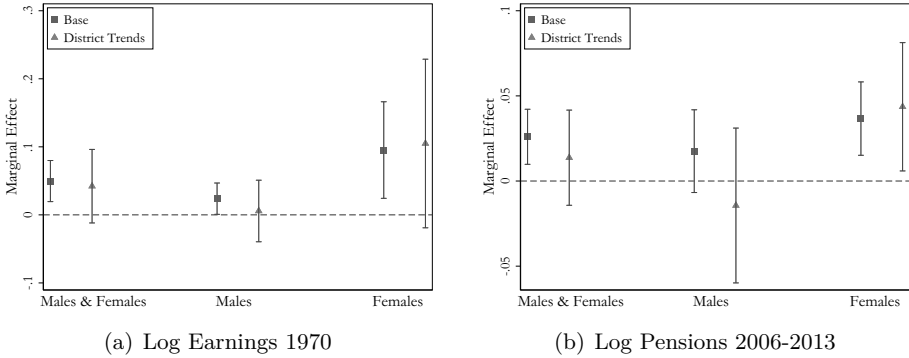 Marginal Effect
.3
.2
.1
0
-.1
Base
District Trends
Males & Females
Males
Females
(a) Log Earnings 1970
Marginal Effect
.1
.05
0
-.05
Base
District Trends
Males & Females
Males
Females
(b) Log Pensions 2006-2013